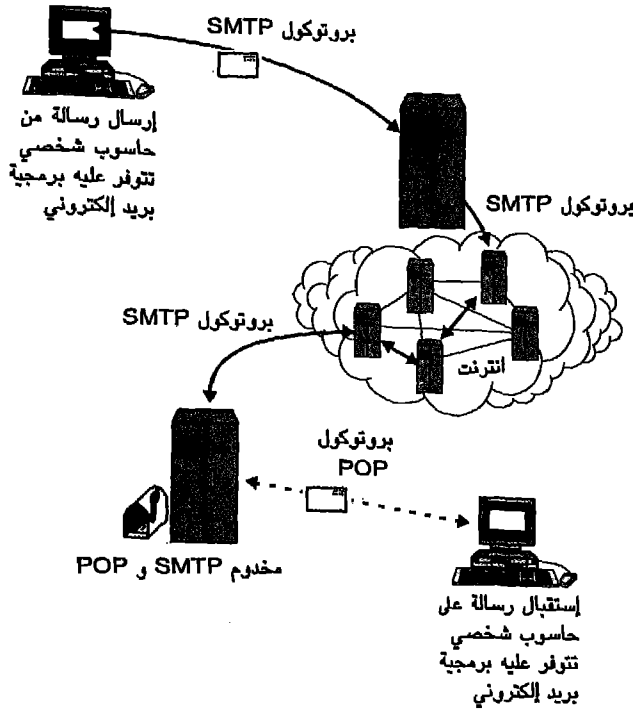 بروتوكول SMTP
إرسال رسالة من
حاسوب شخصي
تتوفر عليه برمجية
بريد إلكتروني
بروتوكول SMTP
انترنت
بروتوكول SMTP
بروتوكول
POP
مخدوم SMTP و POP
إستقبال رسالة على
حاسوب شخصي
تتوفر عليه برمجية
بريد إلكتروني